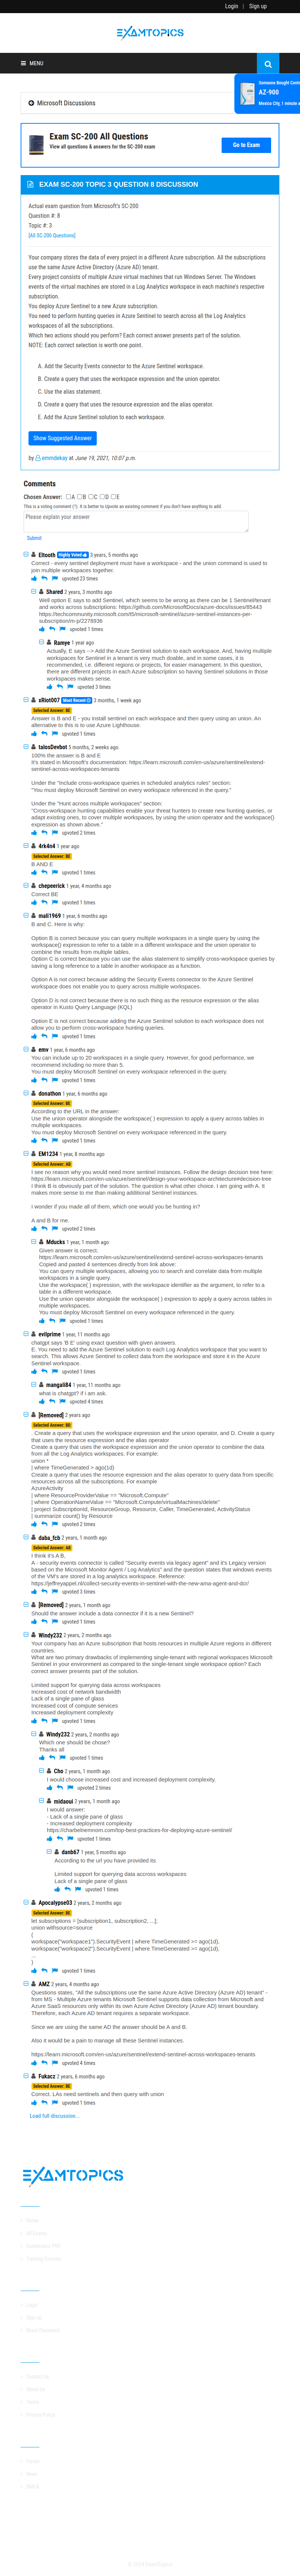 Login | Sign up
EXAMTOPICS
MENU
Someone Bought Contr
AZ-900
Mexico City, 1 minute a
Microsoft Discussions
Exam SC-200 All Questions
View all questions & answers for the SC-200 exam
Go to Exam
EXAM SC-200 TOPIC 3 QUESTION 8 DISCUSSION
Actual exam question from Microsoft's SC-200
Question #: 8
Topic #: 3
[All SC-200 Questions]
Your company stores the data of every project in a different Azure subscription. All the subscriptions
use the same Azure Active Directory (Azure AD) tenant.
Every project consists of multiple Azure virtual machines that run Windows Server. The Windows
events of the virtual machines are stored in a Log Analytics workspace in each machine's respective
subscription.
You deploy Azure Sentinel to a new Azure subscription.
You need to perform hunting queries in Azure Sentinel to search across all the Log Analytics
workspaces of all the subscriptions.
Which two actions should you perform? Each correct answer presents part of the solution.
NOTE: Each correct selection is worth one point.
A. Add the Security Events connector to the Azure Sentinel workspace.
B. Create a query that uses the workspace expression and the union operator.
C. Use the alias statement.
D. Create a query that uses the resource expression and the alias operator.
E. Add the Azure Sentinel solution to each workspace.
Show Suggested Answer
by emmdekay at June 19, 2021, 10:07 p.m.
Comments
Chosen Answer: A B C D E
This is a voting comment (?). It is better to Upvote an existing comment if you don't have anything to add.
Please explain your answer
Submit
Eltooth Highly Voted 3 years, 5 months ago
Correct - every sentinel deployment must have a workspace - and the union command is used to
join multiple workspaces together.
upvoted 23 times
Shared 2 years, 3 months ago
Well option E says to add Sentinel, which seems to be wrong as there can be 1 Sentinel/tenant
and works across subscriptions: https://github.com/MicrosoftDocs/azure-docs/issues/85443
https://techcommunity.microsoft.com/t5/microsoft-sentinel/azure-sentinel-instances-per-
subscription/m-p/2278936
upvoted 1 times
Ramye 1 year ago
Actually, E says --> Add the Azure Sentinel solution to each workspace. And, having multiple
workspaces for Sentinel in a tenant is very much doable and, sometimes, it is
recommended, i.e. different regions or projects, for easier management. In this question,
there are different projects in each Azure subscription so having Sentinel solutions in those
separate workspaces makes sense.
upvoted 3 times
xRiot007 Most Recent 3 months, 1 week ago
Selected Answer: BE
Answer is B and E - you install sentinel on each workspace and then query using an union. An
alternative to this is to use Azure Lighthouse.
upvoted 1 times
talosDevbot 5 months, 2 weeks ago
100% the answer is B and E
It's stated in Microsoft's documentation: https://learn.microsoft.com/en-us/azure/sentinel/extend-
sentinel-across-workspaces-tenants
Under the "Include cross-workspace queries in scheduled analytics rules" section:
"You must deploy Microsoft Sentinel on every workspace referenced in the query."
Under the "Hunt across multiple workspaces" section:
"Cross-workspace hunting capabilities enable your threat hunters to create new hunting queries, or
adapt existing ones, to cover multiple workspaces, by using the union operator and the workspace()
expression as shown above."
upvoted 2 times
4rk4n4 1 year ago
Selected Answer: BE
B AND E
upvoted 1 times
chepeerick 1 year, 4 months ago
Correct BE
upvoted 1 times
mali1969 1 year, 6 months ago
B and C. Here is why:
Option B is correct because you can query multiple workspaces in a single query by using the
workspace() expression to refer to a table in a different workspace and the union operator to
combine the results from multiple tables.
Option C is correct because you can use the alias statement to simplify cross-workspace queries by
saving a long reference to a table in another workspace as a function.
Option A is not correct because adding the Security Events connector to the Azure Sentinel
workspace does not enable you to query across multiple workspaces.
Option D is not correct because there is no such thing as the resource expression or the alias
operator in Kusto Query Language (KQL)
Option E is not correct because adding the Azure Sentinel solution to each workspace does not
allow you to perform cross-workspace hunting queries.
upvoted 1 times
emv 1 year, 6 months ago
You can include up to 20 workspaces in a single query. However, for good performance, we
recommend including no more than 5.
You must deploy Microsoft Sentinel on every workspace referenced in the query.
upvoted 1 times
donathon 1 year, 6 months ago
Selected Answer: BE
According to the URL in the answer:
Use the union operator alongside the workspace( ) expression to apply a query across tables in
multiple workspaces.
You must deploy Microsoft Sentinel on every workspace referenced in the query.
upvoted 1 times
EM1234 1 year, 8 months ago
Selected Answer: AB
I see no reason why you would need more sentinel instances. Follow the design decision tree here:
https://learn.microsoft.com/en-us/azure/sentinel/design-your-workspace-architecture#decision-tree
I think B is obviously part of the solution. The question is what other choice. I am going with A. It
makes more sense to me than making additional Sentinel instances.
I wonder if you made all of them, which one would you be hunting in?
A and B for me.
upvoted 2 times
Mducks 1 year, 1 month ago
Given answer is correct.
https://learn.microsoft.com/en-us/azure/sentinel/extend-sentinel-across-workspaces-tenants
Copied and pasted 4 sentences directly from link above:
You can query multiple workspaces, allowing you to search and correlate data from multiple
workspaces in a single query.
Use the workspace( ) expression, with the workspace identifier as the argument, to refer to a
table in a different workspace.
Use the union operator alongside the workspace( ) expression to apply a query across tables in
multiple workspaces.
You must deploy Microsoft Sentinel on every workspace referenced in the query.
upvoted 1 times
evilprime 1 year, 11 months ago
chatgpt says 'B E' using exact question with given answers.
E. You need to add the Azure Sentinel solution to each Log Analytics workspace that you want to
search. This allows Azure Sentinel to collect data from the workspace and store it in the Azure
Sentinel workspace.
upvoted 1 times
mangali84 1 year, 11 months ago
what is chatgpt? if i am ask.
upvoted 4 times
[Removed] 2 years ago
Selected Answer: BD
. Create a query that uses the workspace expression and the union operator, and D. Create a query
that uses the resource expression and the alias operator.
Create a query that uses the workspace expression and the union operator to combine the data
from all the Log Analytics workspaces. For example:
union *
| where TimeGenerated > ago(1d)
Create a query that uses the resource expression and the alias operator to query data from specific
resources across all the subscriptions. For example
AzureActivity
| where ResourceProviderValue == "Microsoft.Compute"
| where OperationNameValue == "Microsoft.Compute/virtualMachines/delete"
| project SubscriptionId, ResourceGroup, Resource, Caller, TimeGenerated, ActivityStatus
| summarize count() by Resource
upvoted 2 times
daba_fcb 2 years, 1 month ago
Selected Answer: AB
I think it's A B,
A - security events connector is called "Security events via legacy agent" and it's Legacy version
based on the Microsoft Monitor Agent / Log Analytics" and the question states that windows events
of the VM's are stored in a log analytics workspace. Reference:
https://jeffreyappel.nl/collect-security-events-in-sentinel-with-the-new-ama-agent-and-dcr/
upvoted 3 times
[Removed] 2 years, 1 month ago
Should the answer include a data connector if it is a new Sentinel?
upvoted 1 times
Windy232 2 years, 2 months ago
Your company has an Azure subscription that hosts resources in multiple Azure regions in different
countries.
What are two primary drawbacks of implementing the single-tenant with regional workspaces Microsoft
Sentinel in your environment as compared to the single-tenant single workspace option? Each
correct answer presents part of the solution.
Limited support for querying data across workspaces
Increased cost of network bandwidth
Lack of a single pane of glass
Increased cost of compute services
Increased deployment complexity
upvoted 1 times
Windy232 2 years, 2 months ago
Which one should be chose?
Thanks all
upvoted 1 times
Cho 2 years, 1 month ago
I would choose increased cost and increased deployment complexity.
upvoted 2 times
midaoui 2 years, 1 month ago
I would answer:
- Lack of a single pane of glass
- Increased deployment complexity
https://charbelnemnom.com/top-best-practices-for-deploying-azure-sentinel/
upvoted 1 times
danb67 1 year, 5 months ago
According to the url you have provided its
Limited support for querying data across workspaces
Lack of a single pane of glass
upvoted 1 times
Apocalypse03 2 years, 2 months ago
Selected Answer: BE
let subscriptions = [subscription1, subscription2, ...];
union withsource=source
(
workspace("workspace1").SecurityEvent | where TimeGenerated >= ago(1d),
workspace("workspace2").SecurityEvent | where TimeGenerated >= ago(1d),
...
)
upvoted 1 times
AMZ 2 years, 4 months ago
Questions states, "All the subscriptions use the same Azure Active Directory (Azure AD) tenant" -
from MS - Multiple Azure tenants Microsoft Sentinel supports data collection from Microsoft and
Azure SaaS resources only within its own Azure Active Directory (Azure AD) tenant boundary.
Therefore, each Azure AD tenant requires a separate workspace.
Since we are using the same AD the answer should be A and B.
Also it would be a pain to manage all these Sentinel instances.
https://learn.microsoft.com/en-us/azure/sentinel/extend-sentinel-across-workspaces-tenants
upvoted 4 times
Fukacz 2 years, 6 months ago
Selected Answer: BE
Correct. LAs need sentinels and then query with union
upvoted 1 times
Load full discussion...
EXAMTOPICS